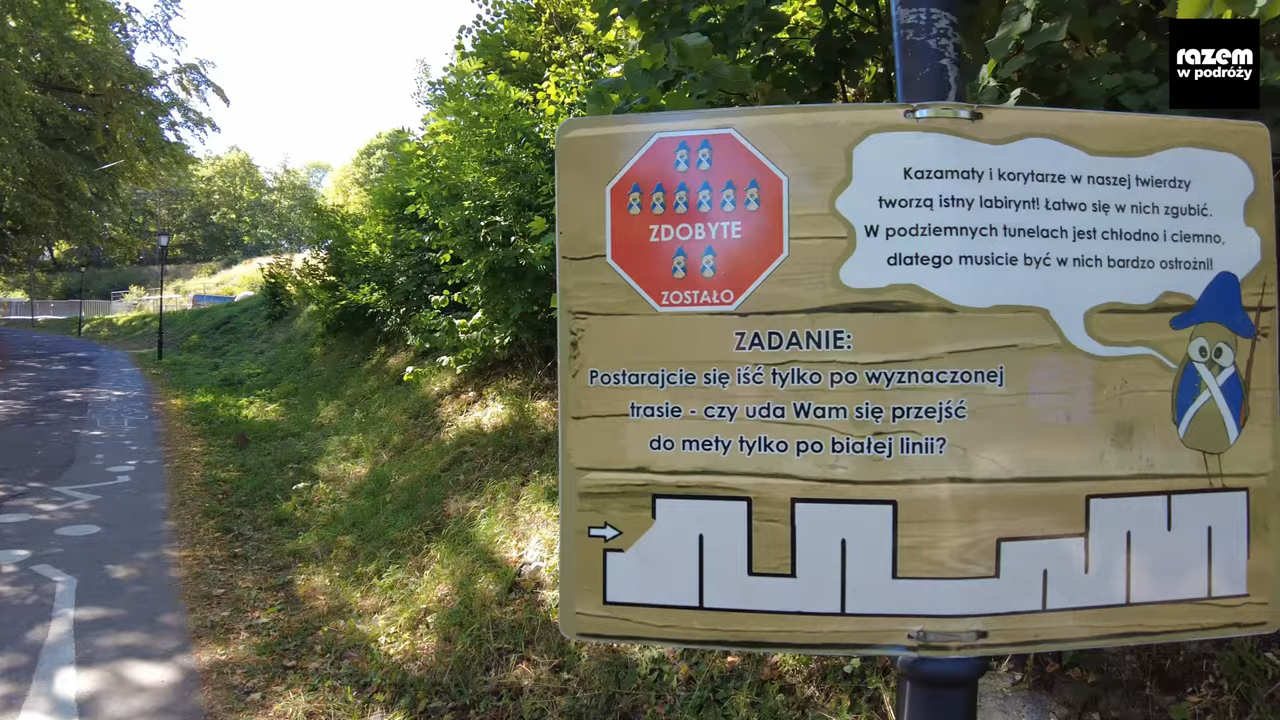 razem
w podróży
ZDOBYTE
ZOSTAŁO
Kazamaty i korytarze w naszej twierdzy
tworzą istny labirynt! Łatwo się w nich zgubić.
W podziemnych tunelach jest chłodno i ciemno,
dlatego musicie być w nich bardzo ostrożni!
ZADANIE:
Postarajcie się iść tylko po wyznaczonej
trasie - czy uda Wam się przejść
do mety tylko po białej linii?